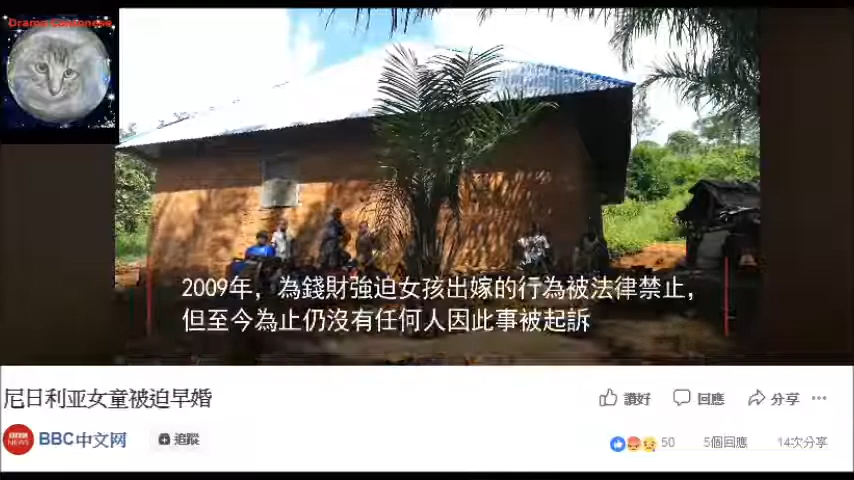 Drama Cantonese
2009年，為錢財強迫女孩出嫁的行為被法律禁止，
但至今為止仍沒有任何人因此事被起訴
尼日利亚女童被迫早婚
讚好 回應 分享
BBC NEWS
BBC中文网
追蹤
50 5個回應 14次分享